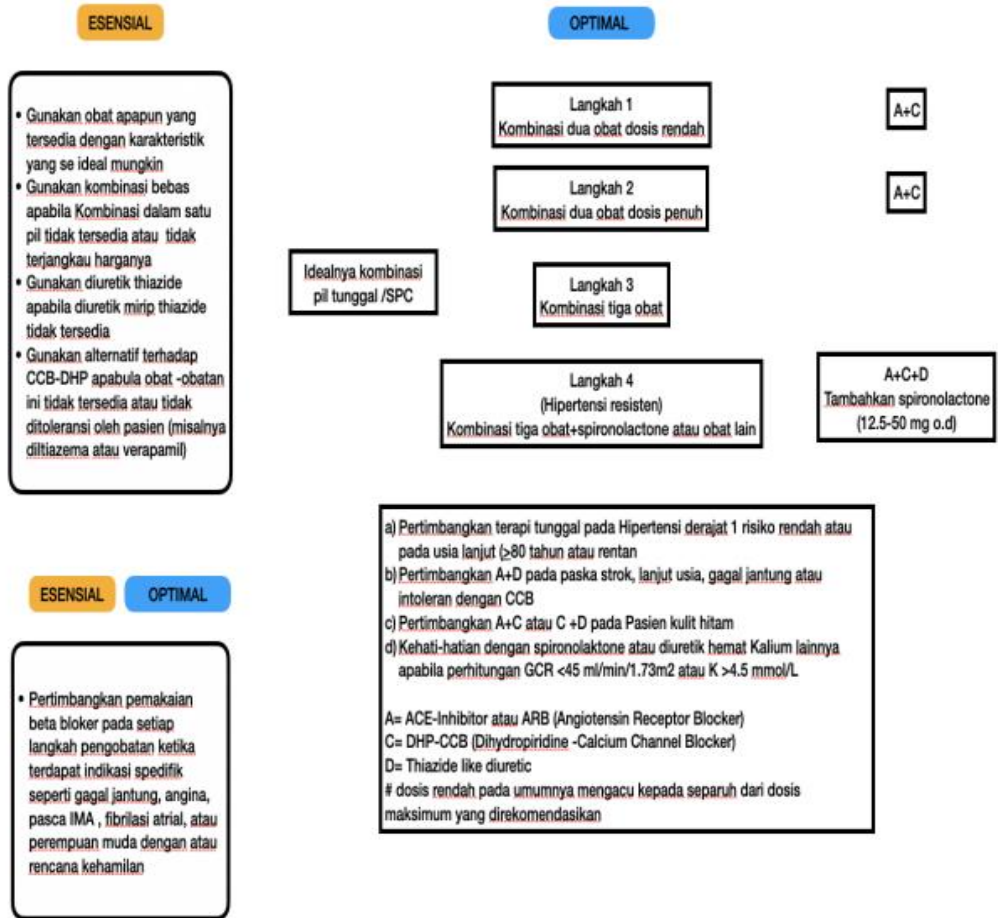 ESENSIAL
• Gunakan obat apapun yang
tersedia dengan karakteristik
yang se ideal mungkin
• Gunakan kombinasi bebas
apabila Kombinasi dalam satu
pil tidak tersedia atau tidak
terjangkau harganya
• Gunakan diuretik thiazide
apabila diuretik mirip thiazide
tidak tersedia
• Gunakan alternatif terhadap
CCB-DHP apabula obat -obatan
ini tidak tersedia atau tidak
ditoleransi oleh pasien (misalnya
diltiazema atau verapamil)
OPTIMAL
Langkah 1
Kombinasi dua obat dosis rendah
A+C
Langkah 2
Kombinasi dua obat dosis penuh
A+C
Idealnya kombinasi
pil tunggal /SPC
Langkah 3
Kombinasi tiga obat
Langkah 4
(Hipertensi resisten)
Kombinasi tiga obat+spironolactone atau obat lain
A+C+D
Tambahkan spironolactone
(12.5-50 mg o.d)
ESENSIAL
OPTIMAL
• Pertimbangkan pemakaian
beta bloker pada setiap
langkah pengobatan ketika
terdapat indikasi spesifik
seperti gagal jantung, angina,
pasca IMA , fibrilasi atrial, atau
perempuan muda dengan atau
rencana kehamilan
a) Pertimbangkan terapi tunggal pada Hipertensi derajat 1 risiko rendah atau
pada usia lanjut (≥80 tahun atau rentan
b) Pertimbangkan A+D pada paska strok, lanjut usia, gagal jantung atau
intoleran dengan CCB
c) Pertimbangkan A+C atau C +D pada Pasien kulit hitam
d) Kehati-hatian dengan spironolaktone atau diuretik hemat Kalium lainnya
apabila perhitungan GCR <45 ml/min/1.73m2 atau K >4.5 mmol/L
A= ACE-Inhibitor atau ARB (Angiotensin Receptor Blocker)
C= DHP-CCB (Dihydropiridine -Calcium Channel Blocker)
D= Thiazide like diuretic
# dosis rendah pada umumnya mengacu kepada separuh dari dosis
maksimum yang direkomendasikan